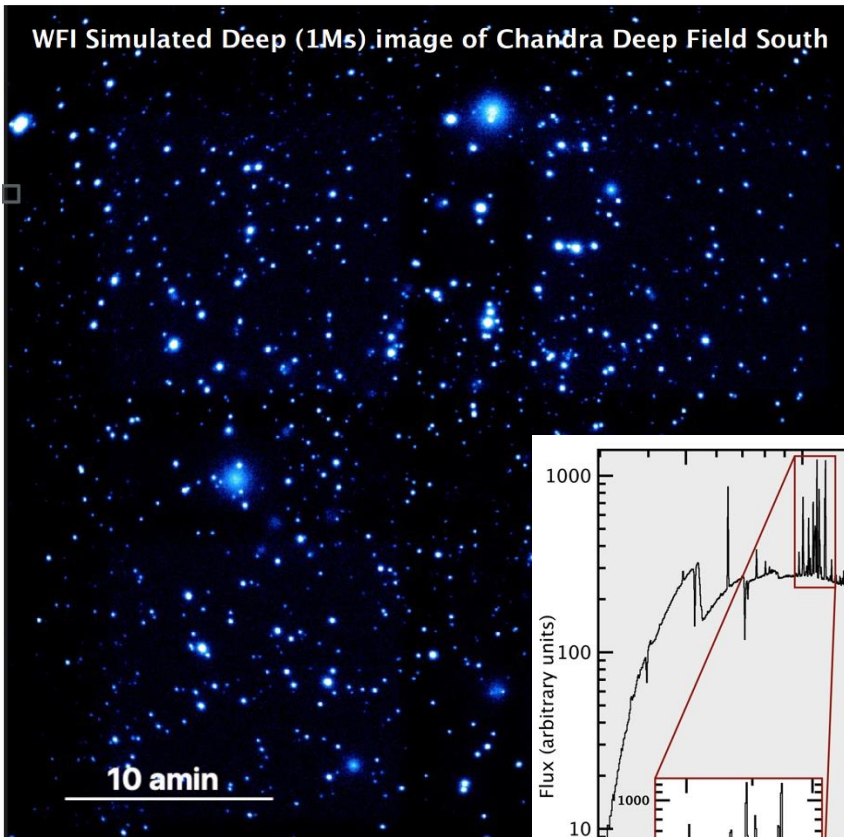 WFI Simulated Deep (1Ms) image of Chandra Deep Field South
10 amin
Flux (arbitrary units)
1000
100
10
1000